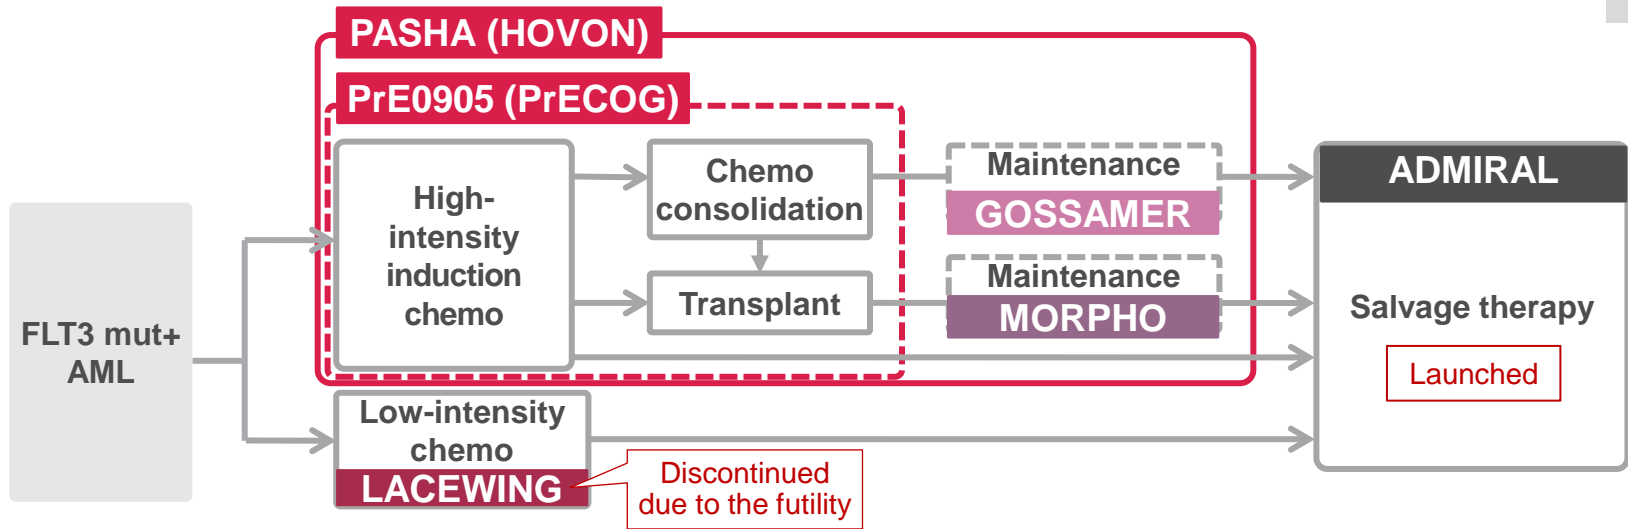 PASHA (HOVON)
PrE0905 (PrECOG)
FLT3 mut+
AML
High-
intensity
induction
chemo
Chemo
consolidation
Transplant
Maintenance
GOSSAMER
Maintenance
MORPHO
Low-intensity
chemo
LACEWING
Discontinued
due to the futility
ADMIRAL
Salvage therapy
Launched